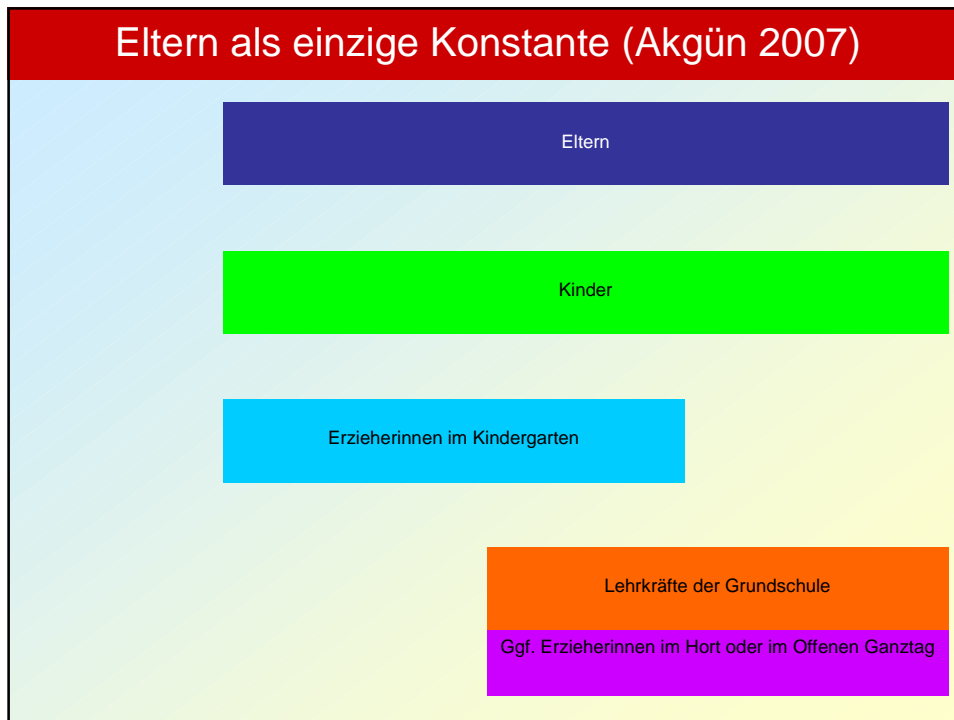 Eltern als einzige Konstante (Akgün 2007)
Eltern
Kinder
Erzieherinnen im Kindergarten
Lehrkräfte der Grundschule
Ggf. Erzieherinnen im Hort oder im Offenen Ganztag